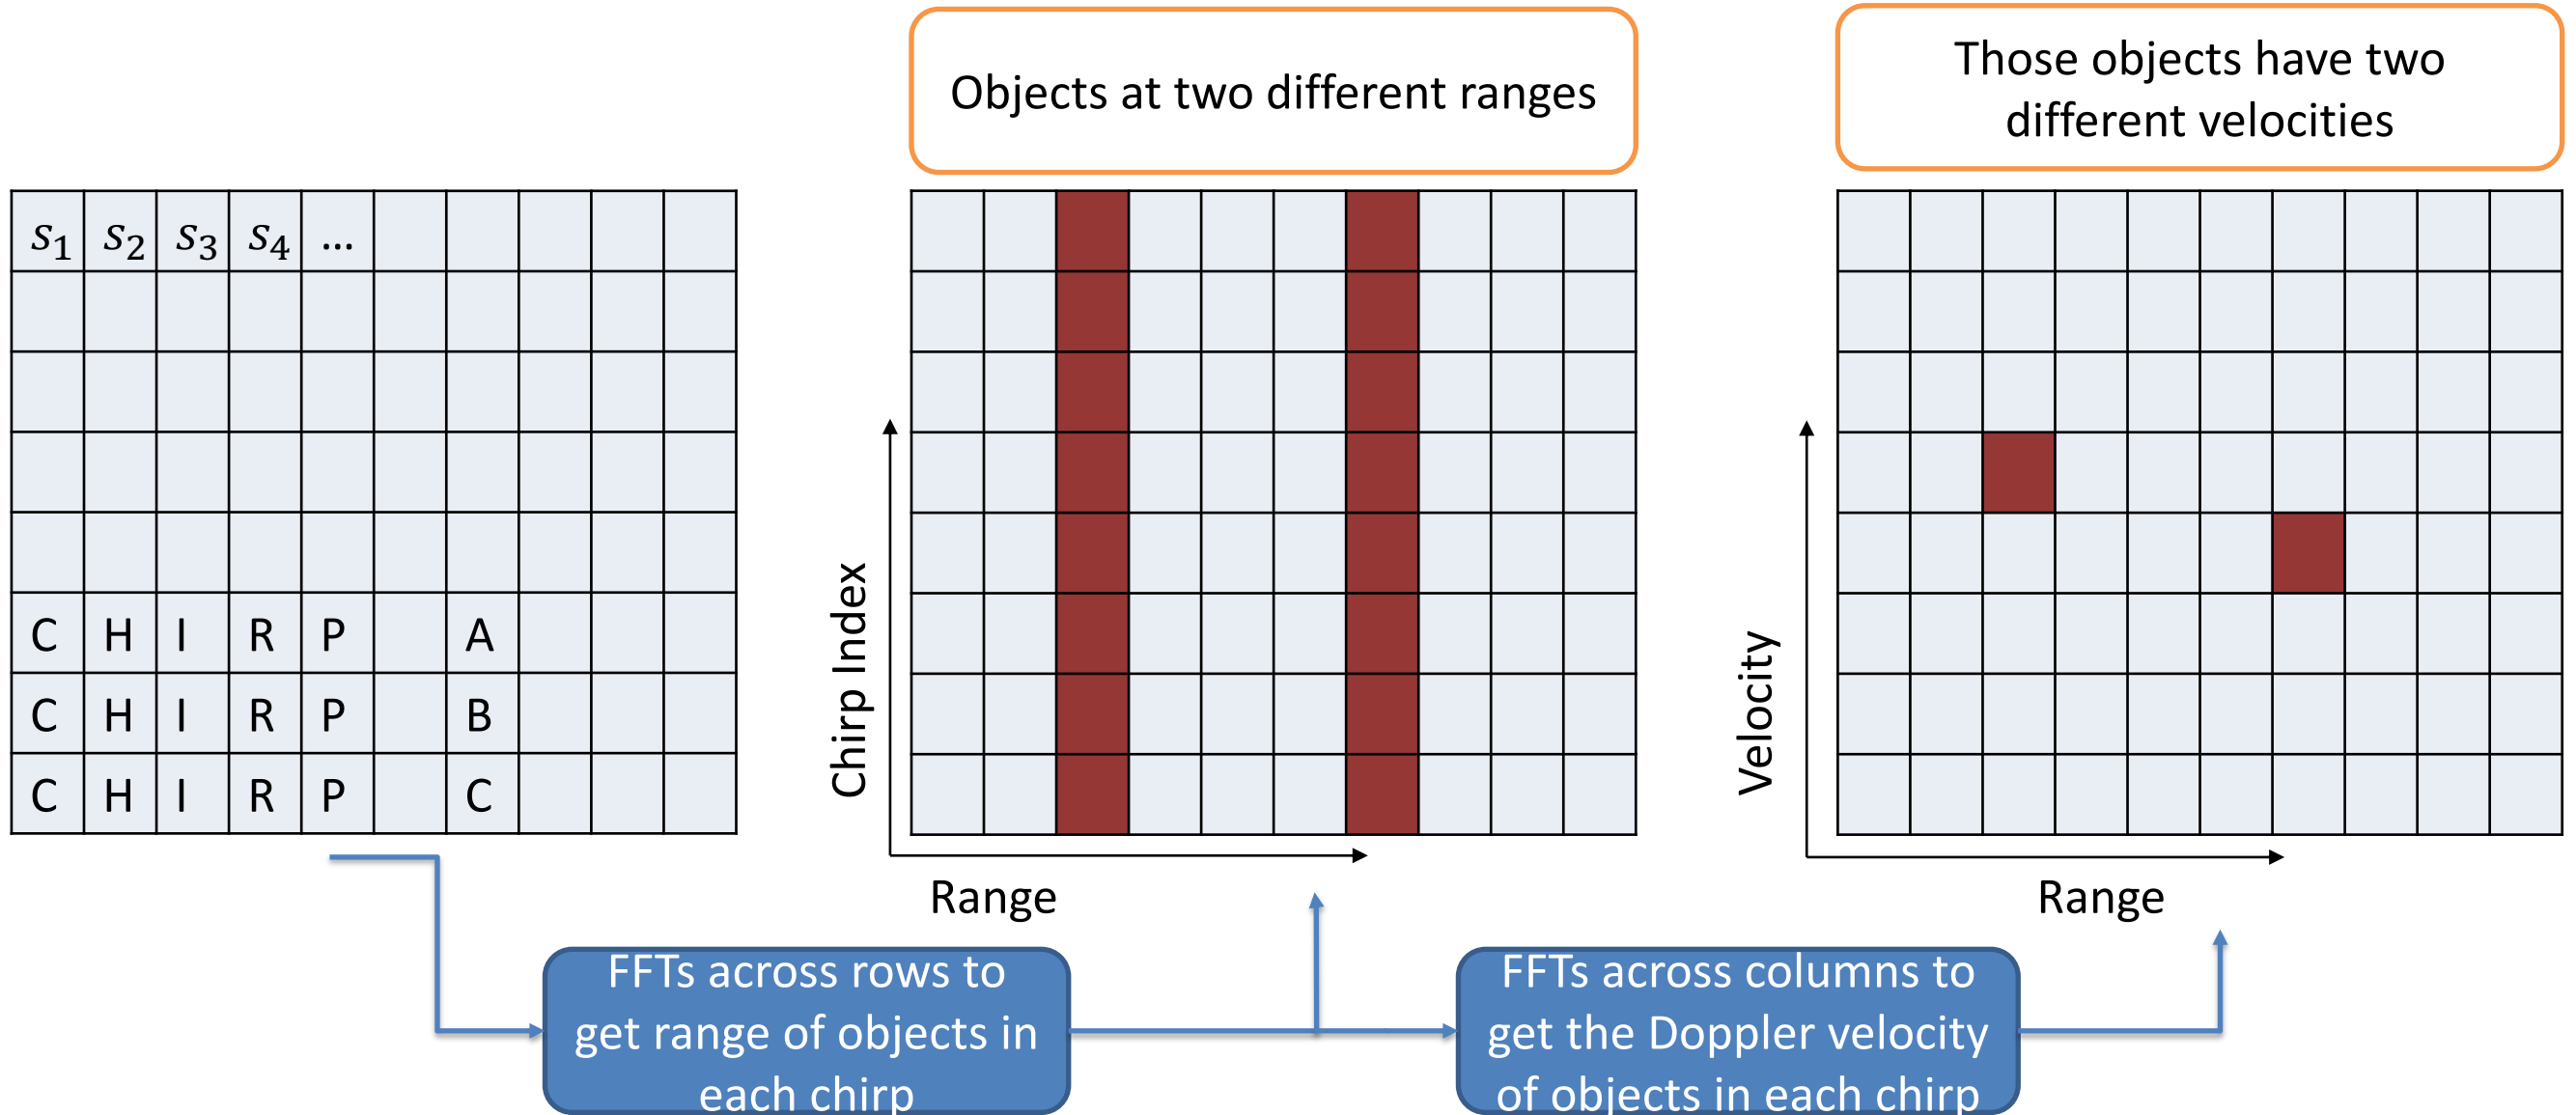 Objects at two different ranges
Those objects have two
different velocities
s₁ s₂ s₃ s₄ ...
C H I R P A
C H I R P B
C H I R P C
Chirp Index
Range
Velocity
Range
FFTs across rows to
get range of objects in
each chirp
FFTs across columns to
get the Doppler velocity
of objects in each chirp